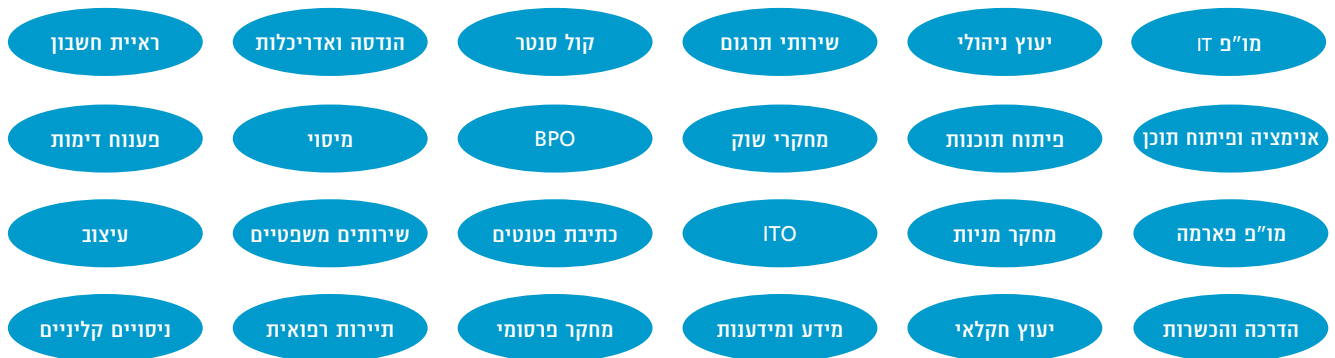 מו"פ IT
יעוץ ניהולי
שירותי תרגום
קול סנטר
הנדסה ואדריכלות
ראיית חשבון
אנימציה ופיתוח תוכן
פיתוח תוכנות
מחקרי שוק
BPO
מיסוי
פענוח דימות
מו"פ פארמה
מחקר מניות
ITO
כתיבת פטנטים
שירותים משפטיים
עיצוב
הדרכה והכשרות
יעוץ חקלאי
מידע ומידענות
מחקר פרסומי
תיירות רפואית
ניסויים קליניים